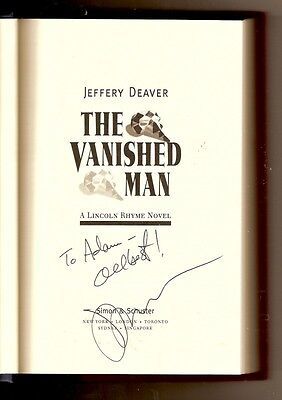 JEFFERY DEAVER
THE
VANISHED
MAN
A LINCOLN RHYME NOVEL
To Adam –
All best!
Simon & Schuster
NEW YORK • LONDON • TORONTO
SYDNEY • SINGAPORE